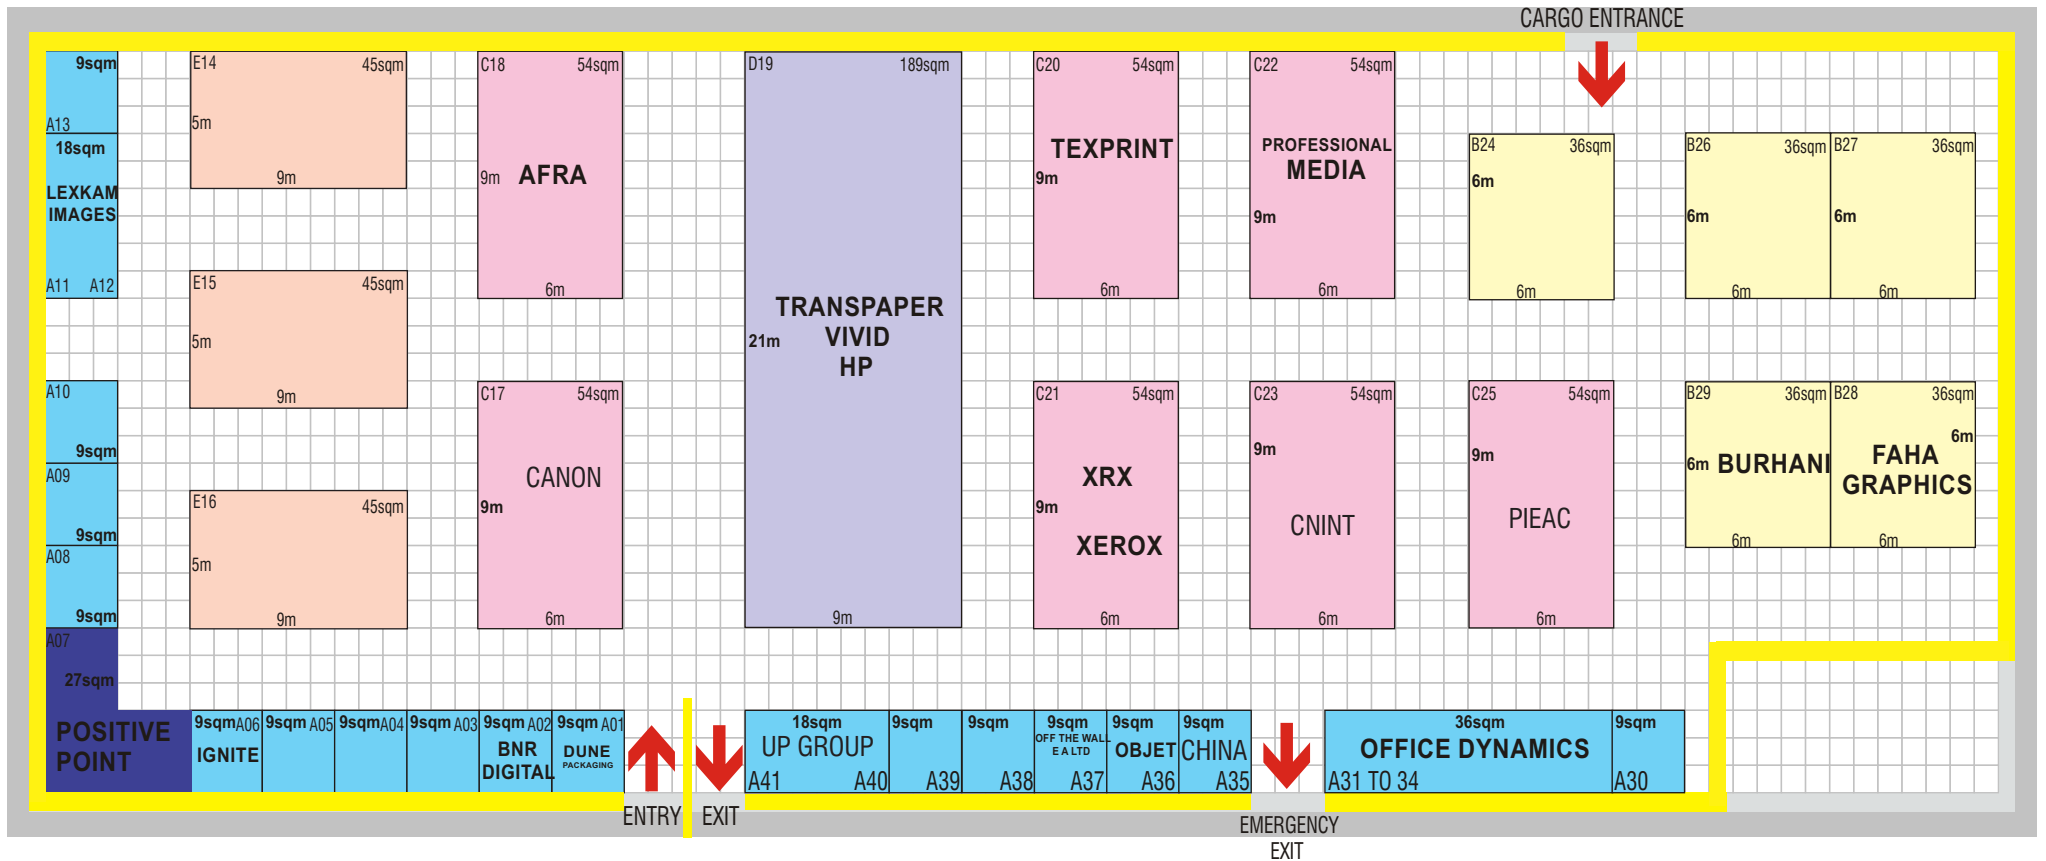 CARGO ENTRANCE
9sqm
A13
18sqm
LEXKAM
IMAGES
A11 A12
E14 45sqm
5m
9m
C18 54sqm
9m AFRA
6m
D19 189sqm
TRANSPAPER
VIVID
HP
21m
9m
C20 54sqm
TEXPRINT
9m
6m
C22 54sqm
PROFESSIONAL
MEDIA
9m
6m
B24 36sqm
6m
6m
B26 36sqm
6m
6m
B27 36sqm
6m
6m
E15 45sqm
5m
9m
A10
9sqm
A09
9sqm
A08
9sqm
A07
27sqm
POSITIVE
POINT
E16 45sqm
5m
9m
C17 54sqm
CANON
9m
6m
C21 54sqm
XRX
9m
XEROX
6m
C23 54sqm
9m
CNINT
6m
C25 54sqm
9m
PIEAC
6m
B29 36sqm
6m BURHANI
6m
B28 36sqm
6m
FAHA
GRAPHICS
6m
9sqm A06
IGNITE
9sqm A05
9sqm A04
9sqm A03
9sqm A02
BNR
DIGITAL
9sqm A01
DUNE
PACKAGING
ENTRY
EXIT
18sqm
UP GROUP
A41 A40
9sqm
A39
9sqm
A38
9sqm
OFF THE WALL
E A LTD
A37
9sqm
OBJET
A36
9sqm
CHINA
A35
EMERGENCY
EXIT
36sqm
OFFICE DYNAMICS
A31 TO 34
9sqm
A30